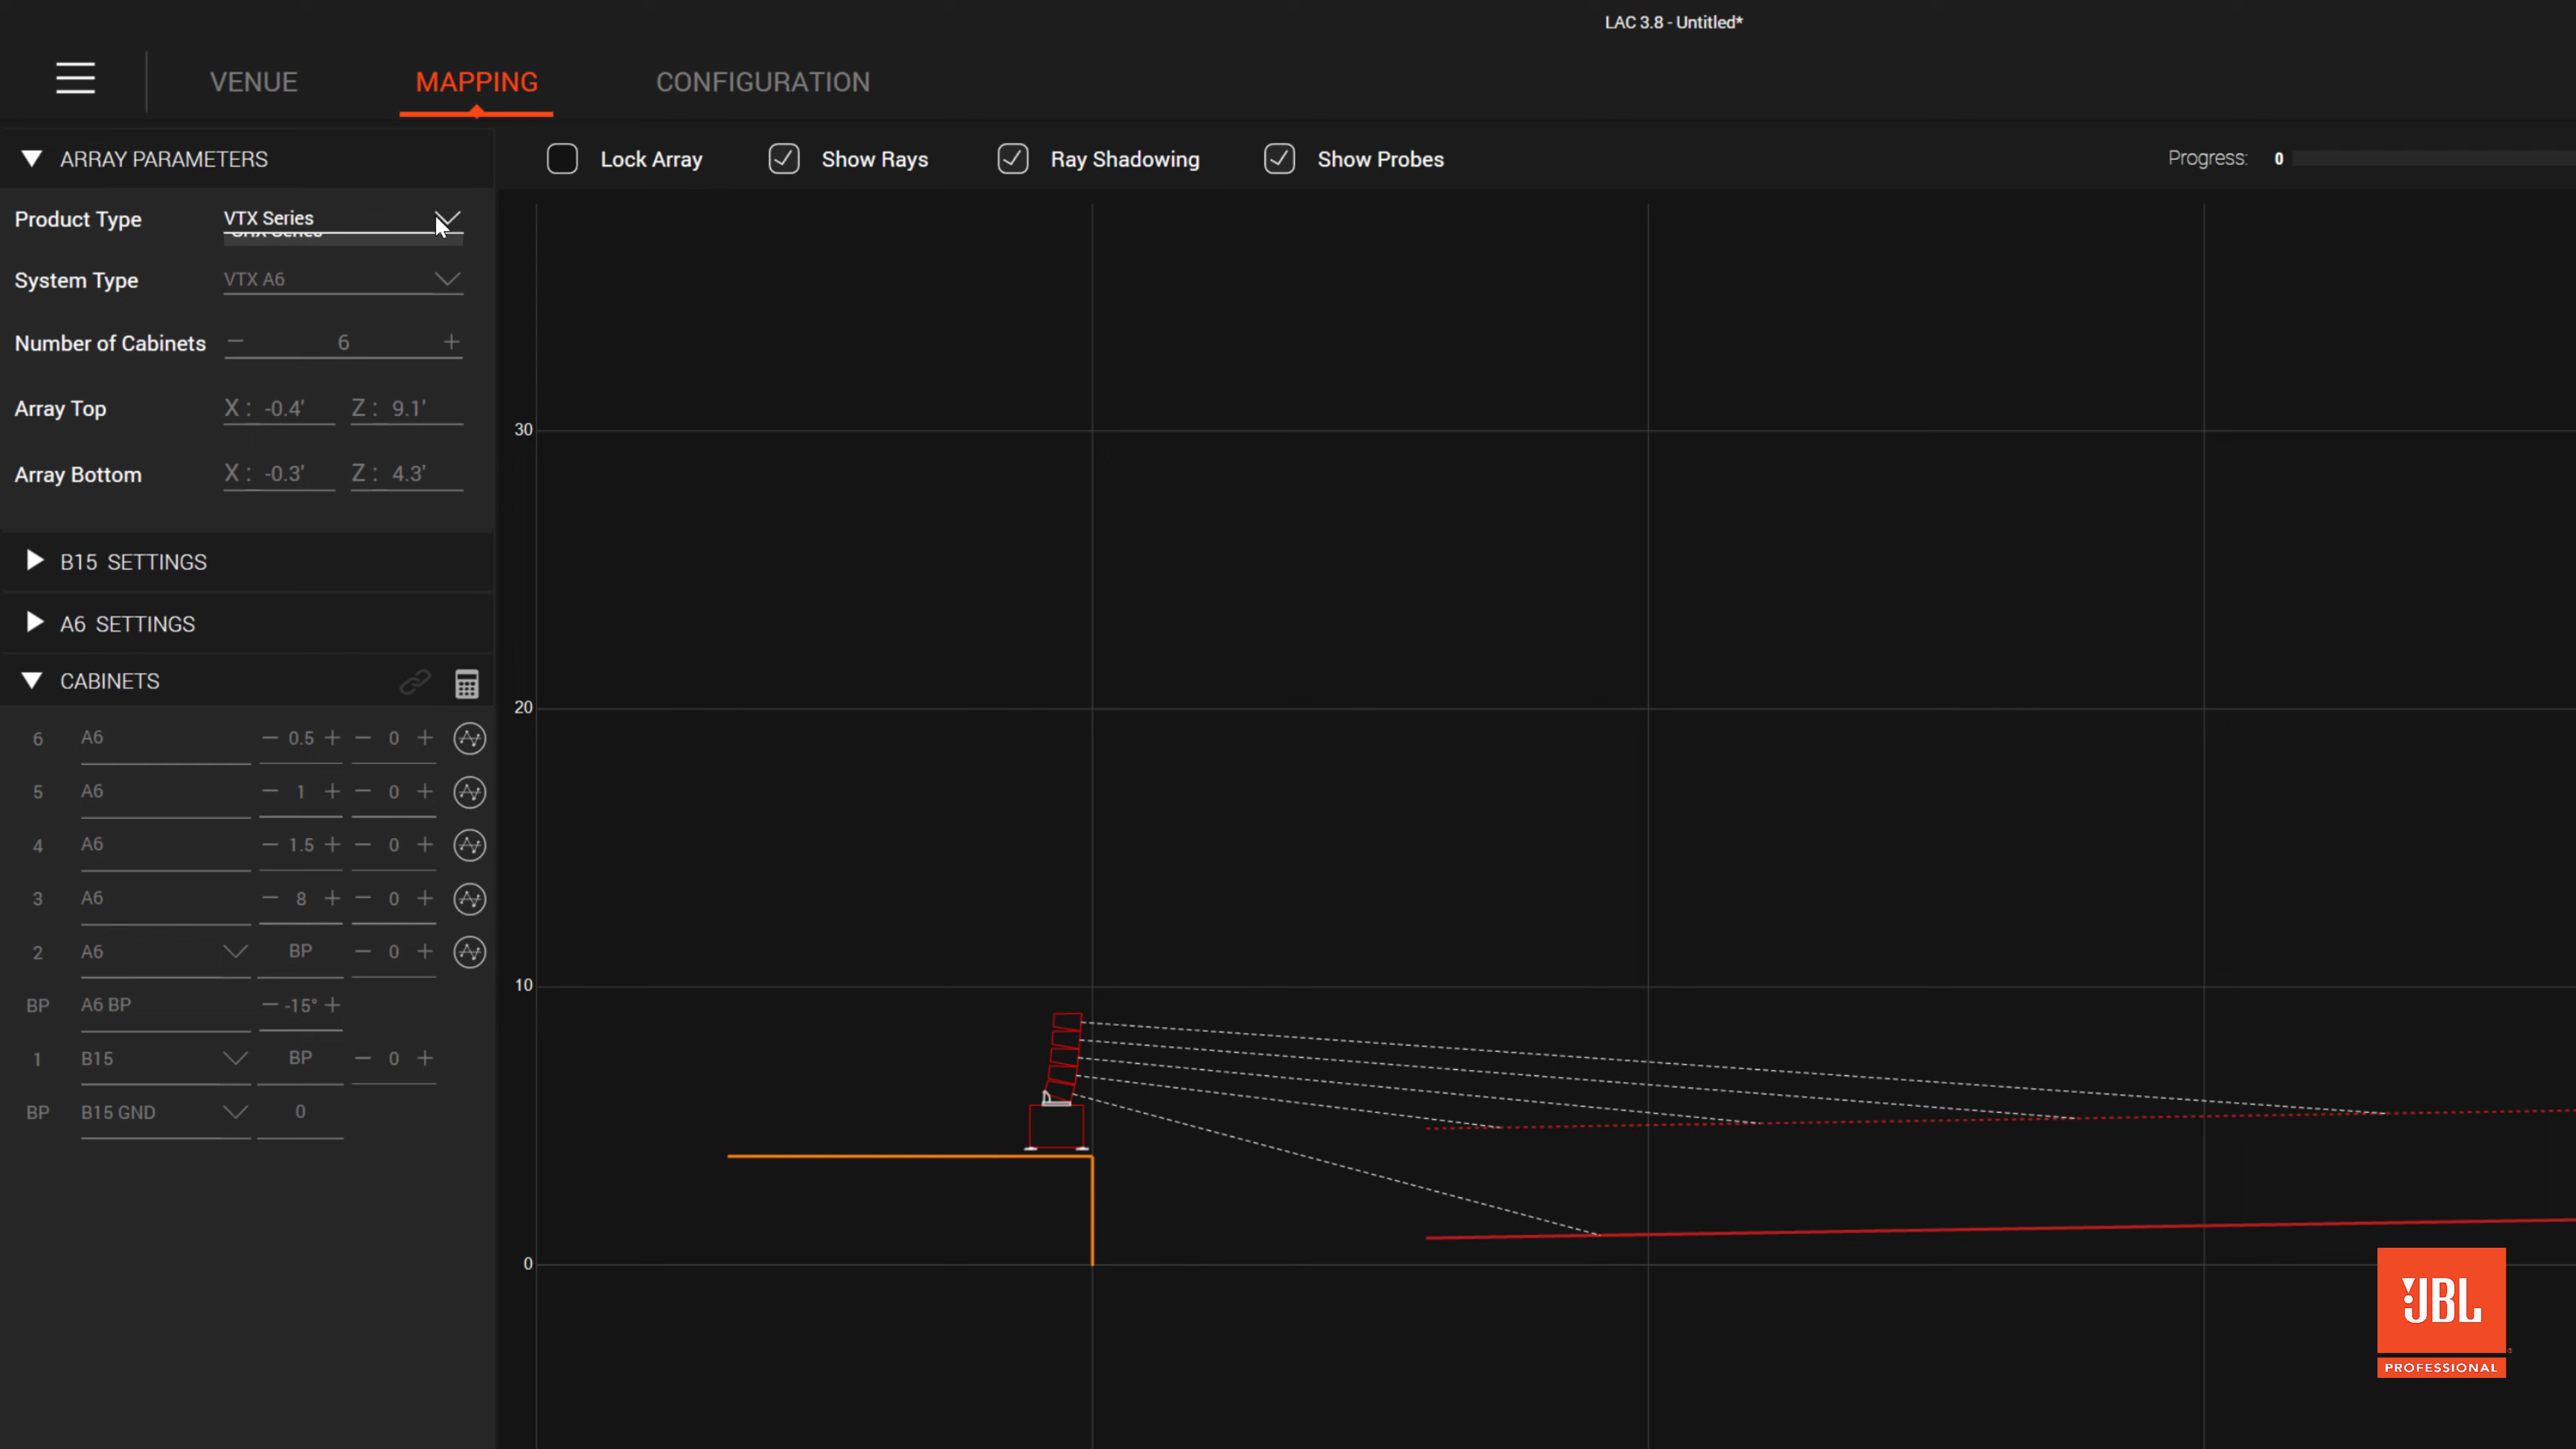 LAC 3.8 - Untitled*
VENUE MAPPING CONFIGURATION
ARRAY PARAMETERS
Lock Array Show Rays Ray Shadowing Show Probes Progress: 0
Product Type VTX Series
System Type VTX A6
Number of Cabinets − 6 +
Array Top X : -0.4' Z : 9.1'
Array Bottom X : -0.3' Z : 4.3'
B15 SETTINGS
A6 SETTINGS
CABINETS
6 A6 − 0.5 + − 0 +
5 A6 − 1 + − 0 +
4 A6 − 1.5 + − 0 +
3 A6 − 8 + − 0 +
2 A6 BP − 0 +
BP A6 BP − -15° +
1 B15 BP − 0 +
BP B15 GND 0
30
20
10
0
JBL
PROFESSIONAL